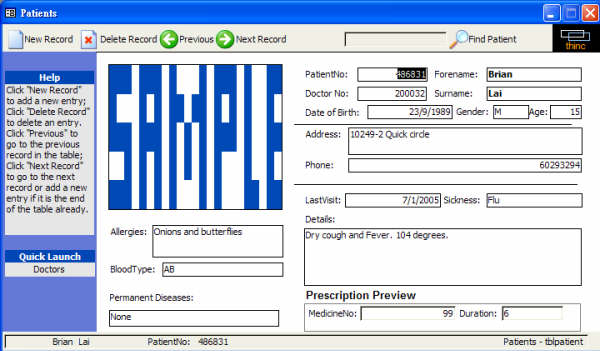 Patients
New Record Delete Record Previous Next Record Find Patient
thinc
Help
Click "New Record"
to add a new entry;
Click "Delete Record"
to delete an entry.
Click "Previous" to
go to the previous
record in the table;
Click "Next Record"
to go to the next
record or add a new
entry if it is the end
of the table already.
Quick Launch
Doctors
SAMPLE
Allergies: Onions and butterflies
BloodType: AB
Permanent Diseases:
None
PatientNo: 486831 Forename: Brian
Doctor No: 200032 Surname: Lai
Date of Birth: 23/9/1989 Gender: M Age: 15
Address: 10249-2 Quick circle
Phone: 60293294
LastVisit: 7/1/2005 Sickness: Flu
Details:
Dry cough and Fever. 104 degrees.
Prescription Preview
MedicineNo: 99 Duration: 6
Brian Lai PatientNo: 486831 Patients - tblpatient